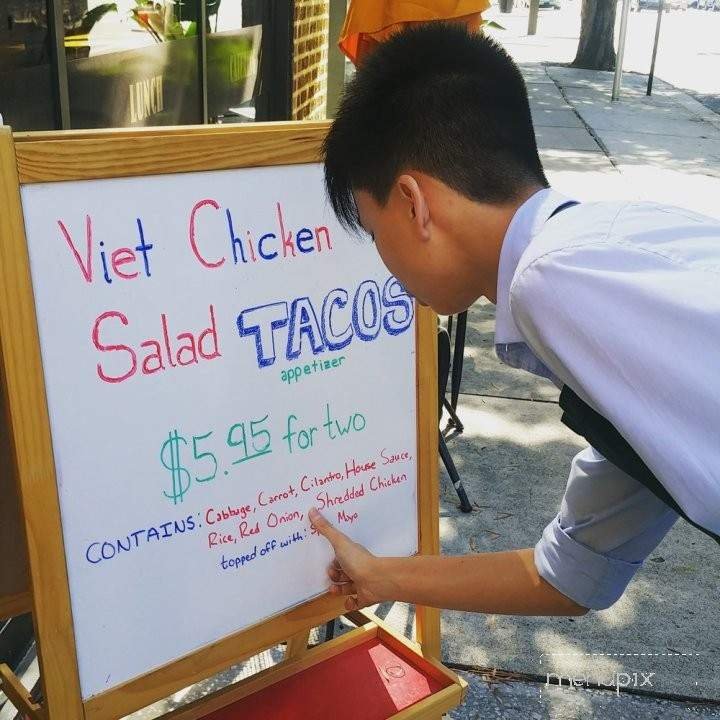 LUNCH
Viet Chicken
Salad TACOS
appetizer
$5.95 for two
CONTAINS: Cabbage, Carrot, Cilantro, House Sauce,
Rice, Red Onion, Shredded Chicken
topped off with: Mayo
menupix